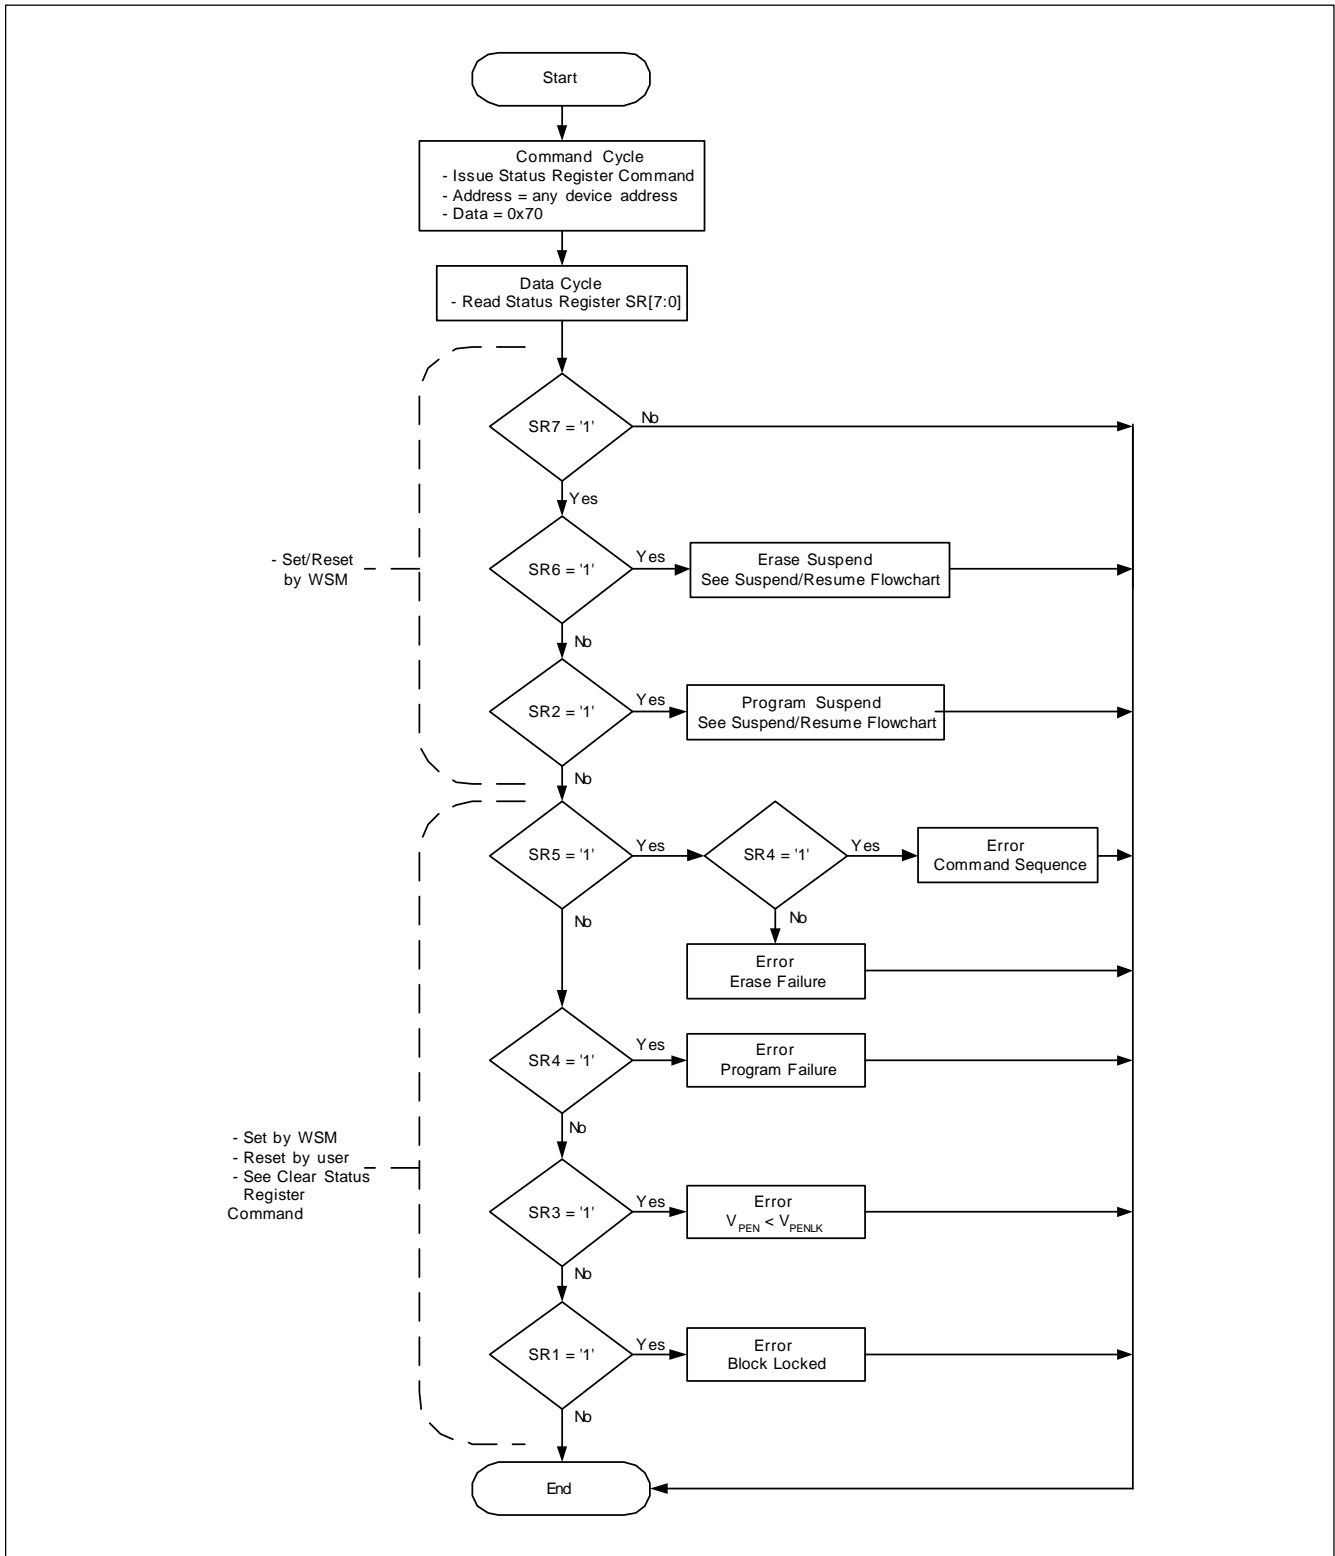 Start
Command Cycle
- Issue Status Register Command
- Address = any device address
- Data = 0x70
Data Cycle
- Read Status Register SR[7:0]
SR7 = '1'
No
Yes
- Set/Reset
by WSM
SR6 = '1'
Yes
Erase Suspend
See Suspend/Resume Flowchart
No
SR2 = '1'
Yes
Program Suspend
See Suspend/Resume Flowchart
No
SR5 = '1'
Yes
SR4 = '1'
Yes
Error
Command Sequence
No
No
Error
Erase Failure
SR4 = '1'
Yes
Error
Program Failure
No
- Set by WSM
- Reset by user
- See Clear Status
Register
Command
SR3 = '1'
Yes
Error
VPEN < VPENLK
No
SR1 = '1'
Yes
Error
Block Locked
No
End